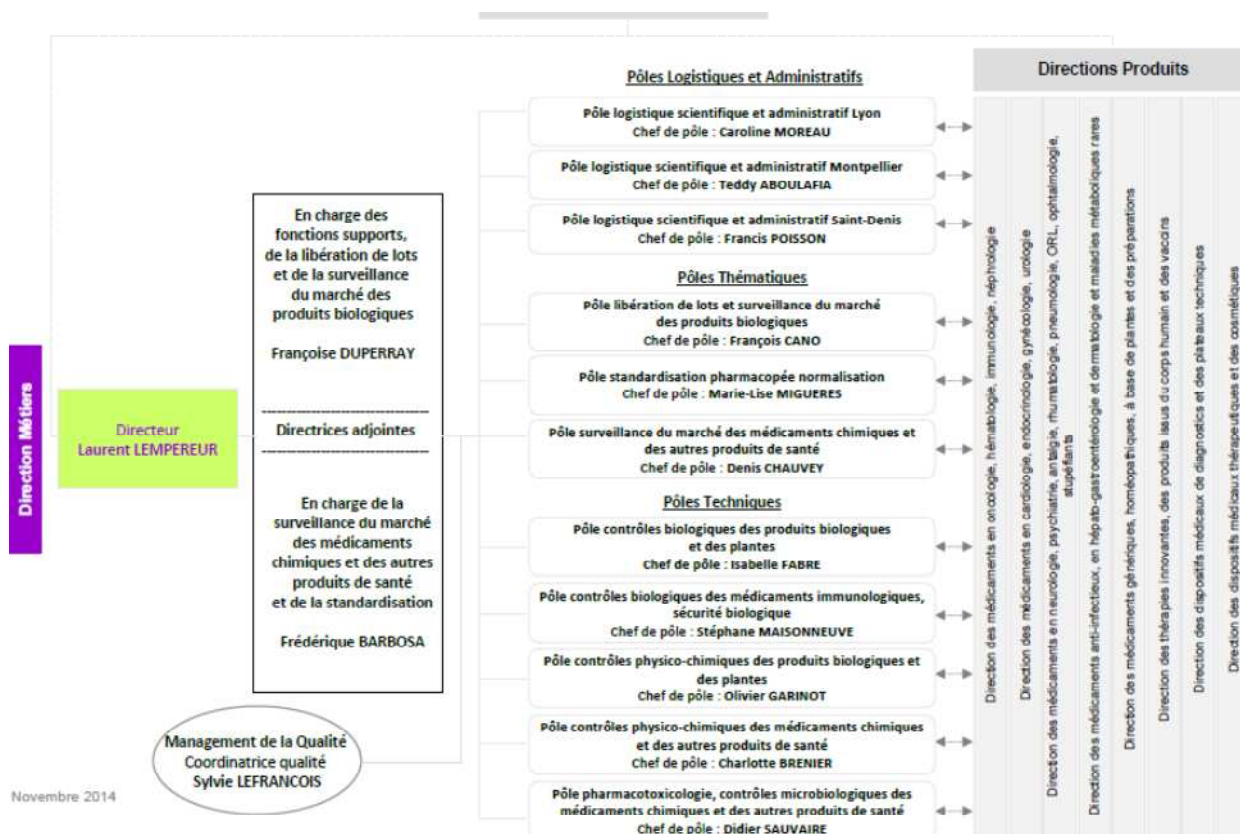 Direction Métiers
Directeur
Laurent LEMPEREUR
En charge des
fonctions supports,
de la libération de lots
et de la surveillance
du marché des
produits biologiques
Françoise DUPERRAY
Directrices adjointes
En charge de la
surveillance du marché
des médicaments
chimiques et des autres
produits de santé
et de la standardisation
Frédérique BARBOSA
Management de la Qualité
Coordinatrice qualité
Sylvie LEFRANCOIS
Novembre 2014
Pôles Logistiques et Administratifs
Pôle logistique scientifique et administratif Lyon
Chef de pôle : Caroline MOREAU
Pôle logistique scientifique et administratif Montpellier
Chef de pôle : Teddy ABOULAFIA
Pôle logistique scientifique et administratif Saint-Denis
Chef de pôle : Francis POISSON
Pôles Thématiques
Pôle libération de lots et surveillance du marché
des produits biologiques
Chef de pôle : François CANO
Pôle standardisation pharmacopée normalisation
Chef de pôle : Marie-Lise MIGUERES
Pôle surveillance du marché des médicaments chimiques et
des autres produits de santé
Chef de pôle : Denis CHAUVEY
Pôles Techniques
Pôle contrôles biologiques des produits biologiques
et des plantes
Chef de pôle : Isabelle FABRE
Pôle contrôles biologiques des médicaments immunologiques,
sécurité biologique
Chef de pôle : Stéphane MAISONNEUVE
Pôle contrôles physico-chimiques des produits biologiques et
des plantes
Chef de pôle : Olivier GARINOT
Pôle contrôles physico-chimiques des médicaments chimiques
et des autres produits de santé
Chef de pôle : Charlotte BRENIER
Pôle pharmacotoxicologie, contrôles microbiologiques des
médicaments chimiques et des autres produits de santé
Chef de pôle : Didier SAUVAIRE
Directions Produits
Direction des médicaments en oncologie, hématologie, immunologie, néphrologie
Direction des médicaments en cardiologie, endocrinologie, gynécologie, urologie
Direction des médicaments en neurologie, psychiatrie, antalgie, rhumatologie, pneumologie, ORL, ophtalmologie,
stupéfiants
Direction des médicaments anti-infectieux, en hépato-gastroentérologie et dermatologie et maladies métaboliques rares
Direction des médicaments génériques, homéopathiques, à base de plantes et des préparations
Direction des thérapies innovantes, des produits issus du corps humain et des vaccins
Direction des dispositifs médicaux de diagnostics et des plateaux techniques
Direction des dispositifs médicaux thérapeutiques et des cosmétiques